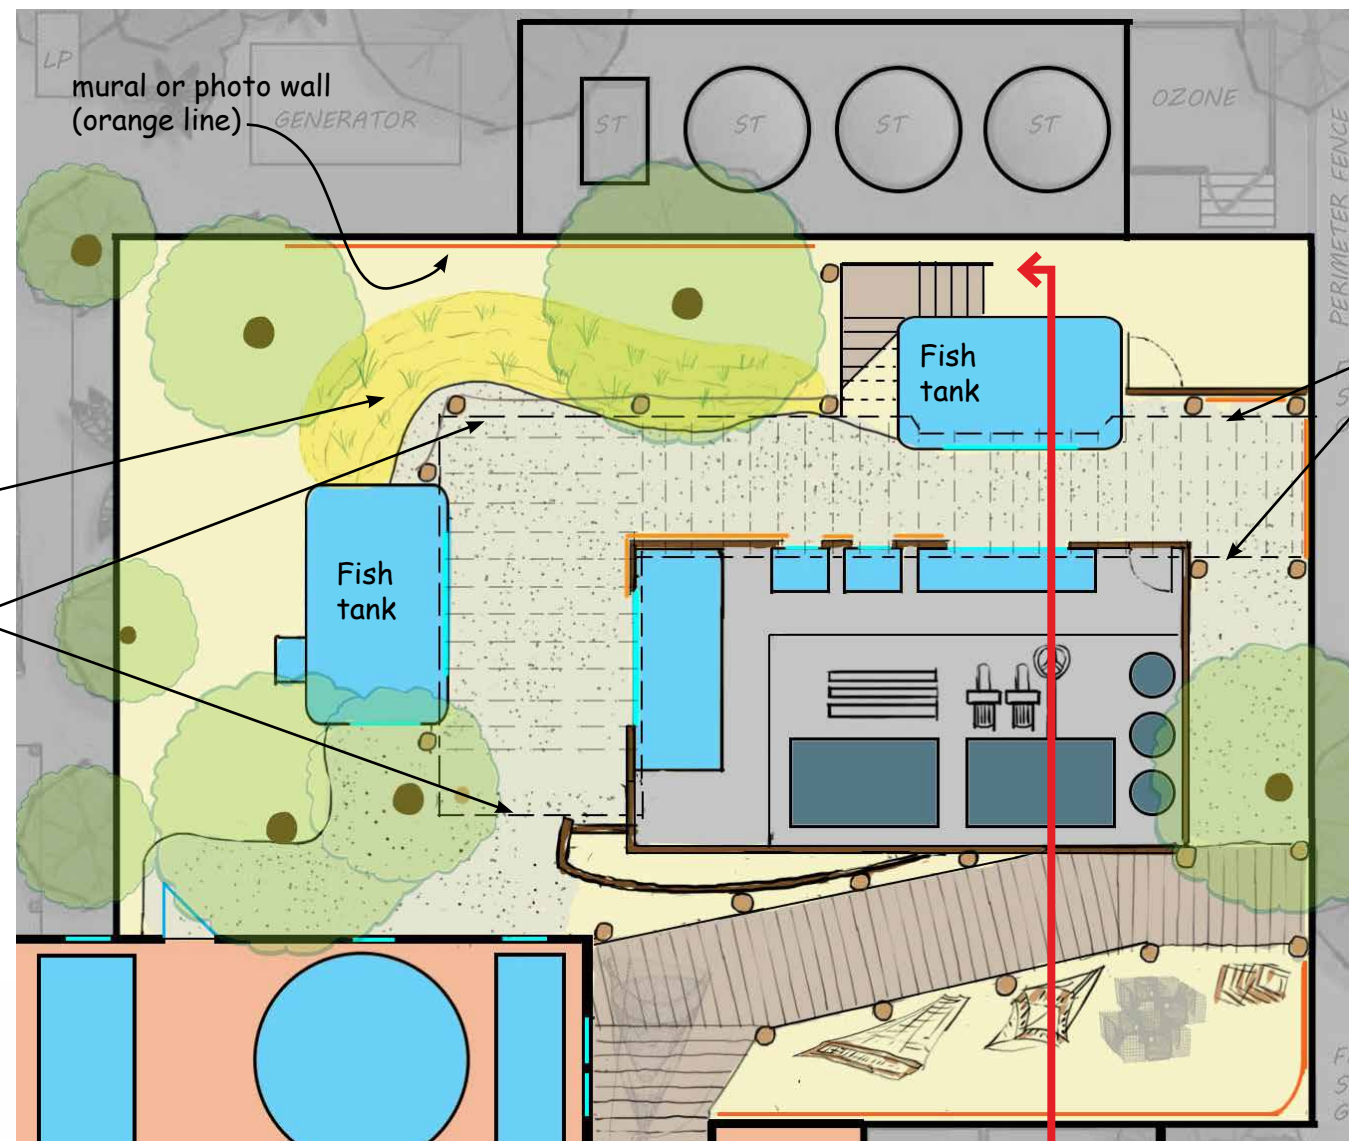 LP
mural or photo wall
(orange line)
GENERATOR
ST
ST
ST
ST
OZONE
PERIMETER FENCE
Fish
tank
Fish
tank